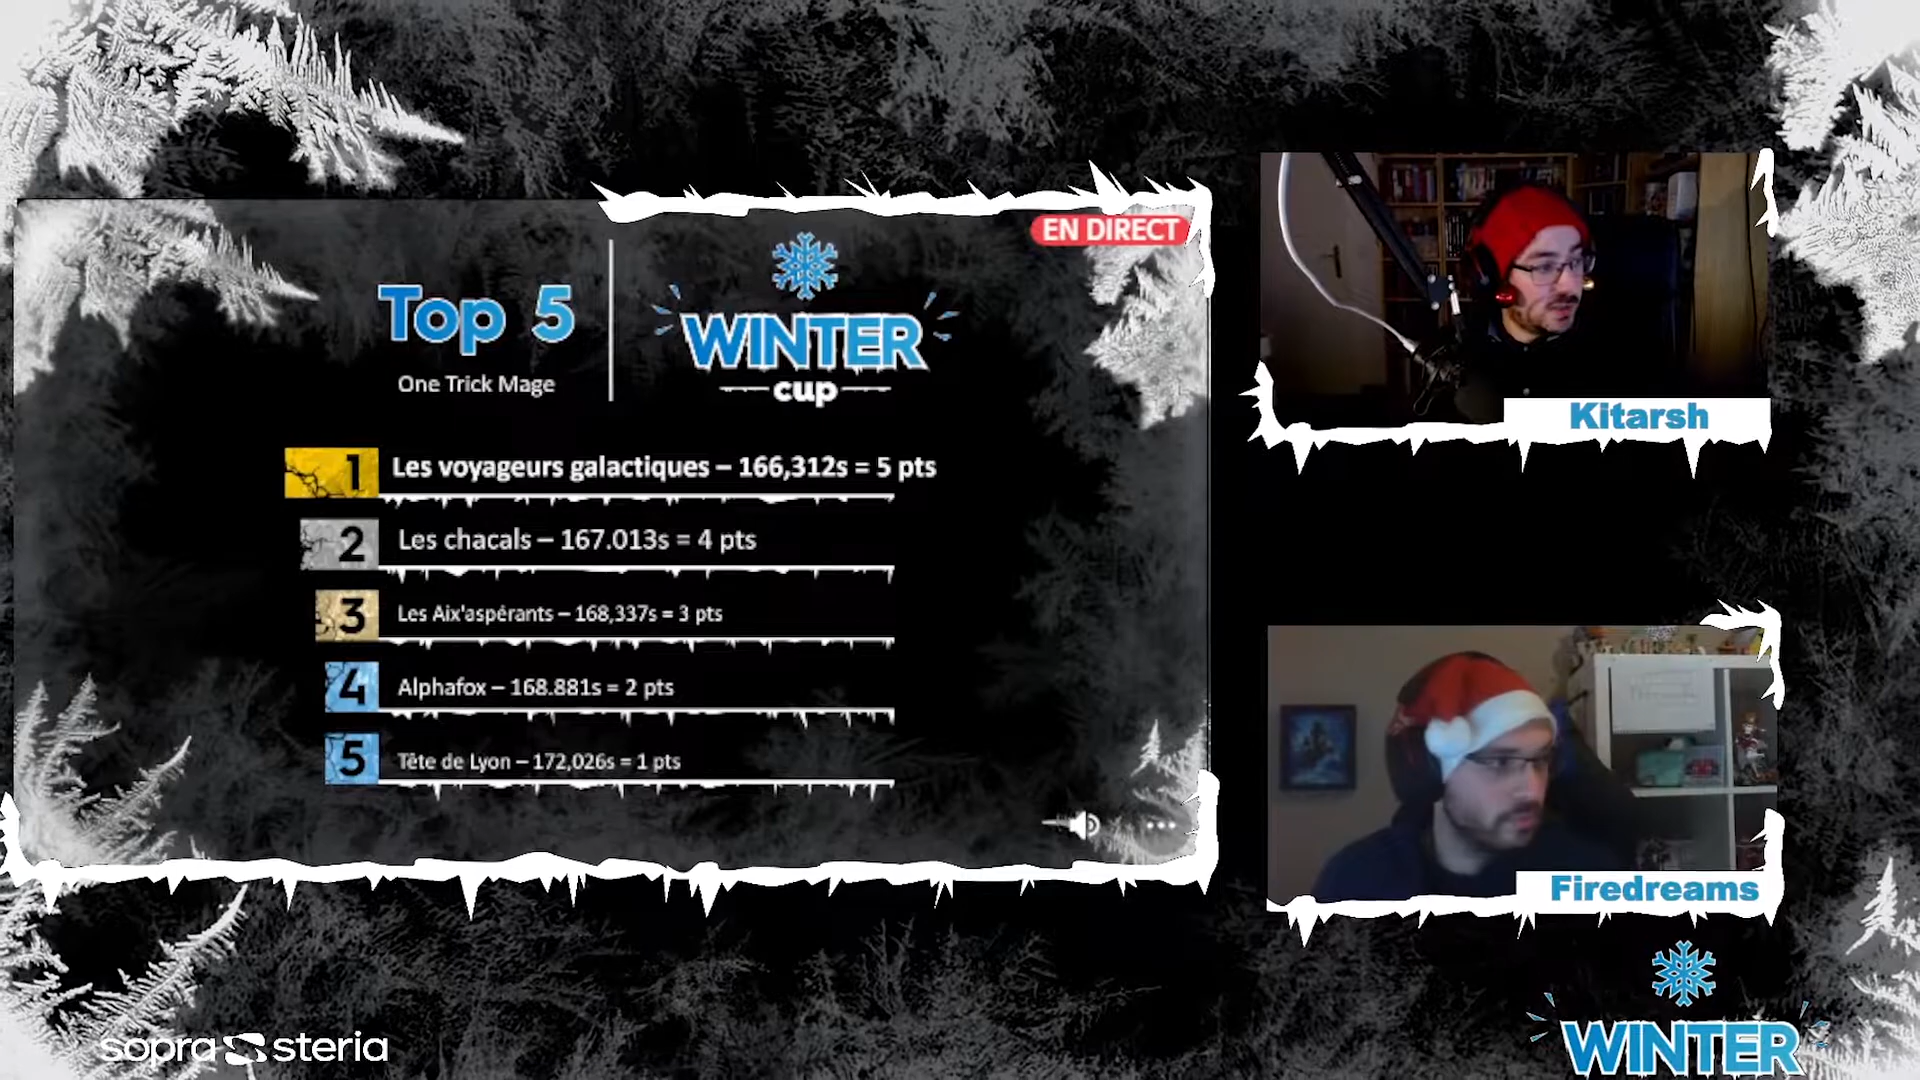 EN DIRECT
Top 5
One Trick Mage
WINTER
cup
1 Les voyageurs galactiques – 166,312s = 5 pts
2 Les chacals – 167.013s = 4 pts
3 Les Aix'aspérants – 168,337s = 3 pts
4 Alphafox – 168.881s = 2 pts
5 Tête de Lyon – 172,026s = 1 pts
Kitarsh
Firedreams
sopra steria
WINTER